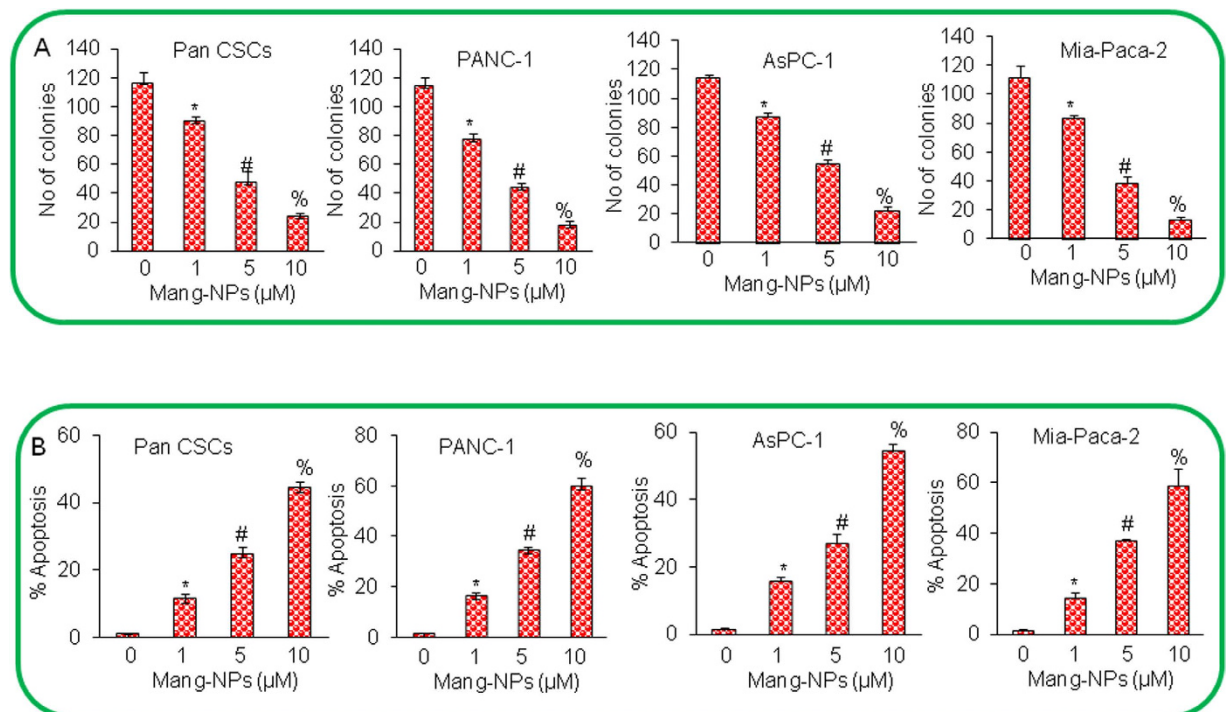 A
Pan CSCs
No of colonies
140
120
100
80
60
40
20
0
*
#
%
0 1 5 10
Mang-NPs (µM)
PANC-1
No of colonies
140
120
100
80
60
40
20
0
*
#
%
0 1 5 10
Mang-NPs (µM)
AsPC-1
No of colonies
140
120
100
80
60
40
20
0
*
#
%
0 1 5 10
Mang-NPs (µM)
Mia-Paca-2
No of colonies
140
120
100
80
60
40
20
0
*
#
%
0 1 5 10
Mang-NPs (µM)
B
Pan CSCs
% Apoptosis
60
40
20
0
*
#
%
0 1 5 10
Mang-NPs (µM)
PANC-1
% Apoptosis
80
60
40
20
0
*
#
%
0 1 5 10
Mang-NPs (µM)
AsPC-1
% Apoptosis
60
40
20
0
*
#
%
0 1 5 10
Mang-NPs (µM)
Mia-Paca-2
% Apoptosis
80
60
40
20
0
*
#
%
0 1 5 10
Mang-NPs (µM)